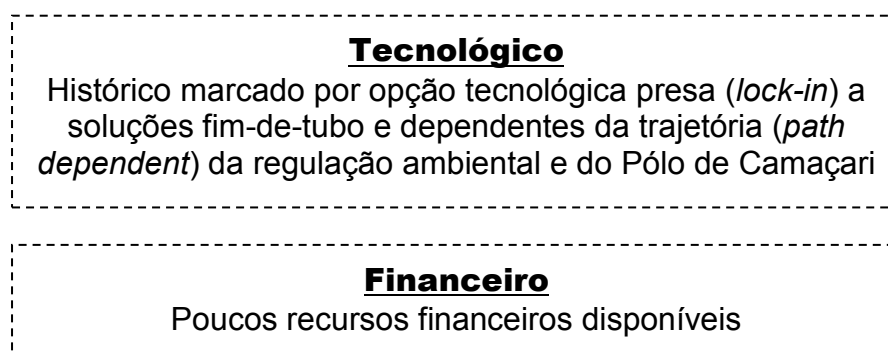 Tecnológico
Histórico marcado por opção tecnológica presa (lock-in) a
soluções fim-de-tubo e dependentes da trajetória (path
dependent) da regulação ambiental e do Pólo de Camaçari
Financeiro
Poucos recursos financeiros disponíveis